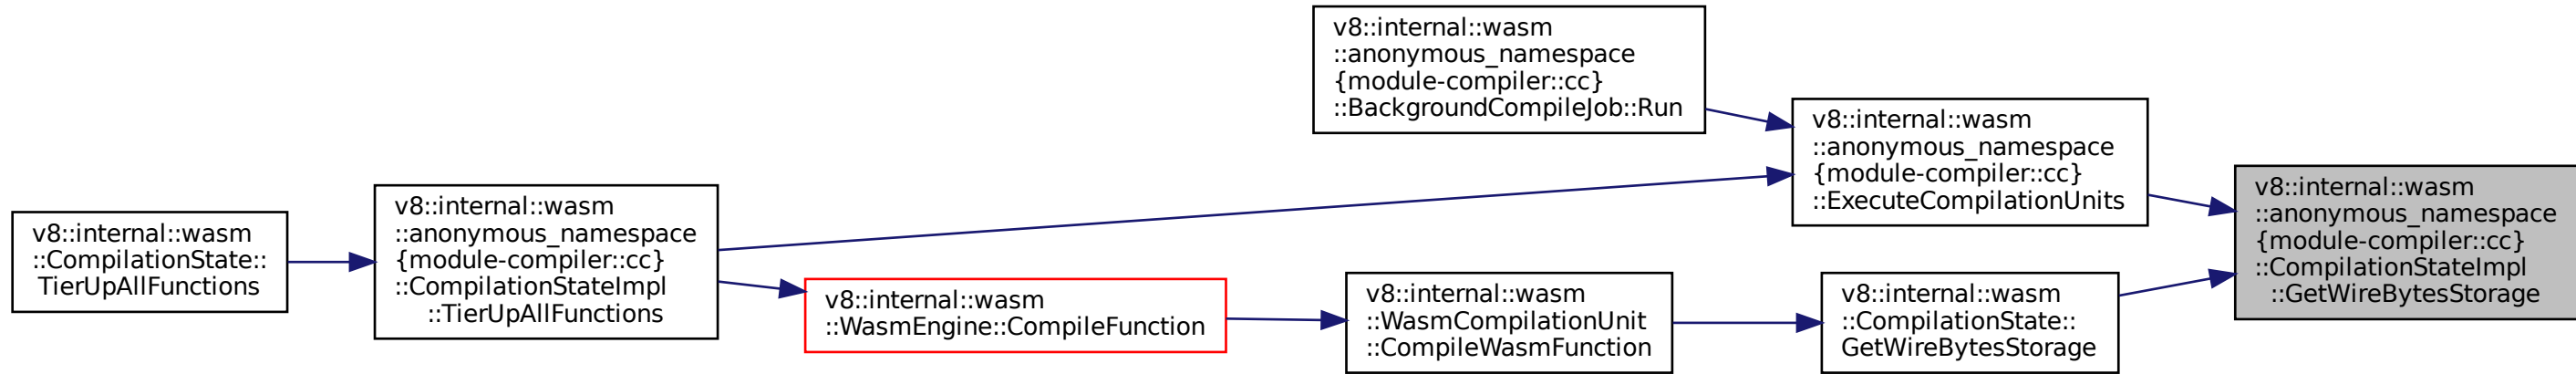 v8::internal::wasm
::CompilationState::
TierUpAllFunctions
v8::internal::wasm
::anonymous_namespace
{module-compiler::cc}
::CompilationStateImpl
::TierUpAllFunctions
v8::internal::wasm
::WasmEngine::CompileFunction
v8::internal::wasm
::anonymous_namespace
{module-compiler::cc}
::BackgroundCompileJob::Run
v8::internal::wasm
::WasmCompilationUnit
::CompileWasmFunction
v8::internal::wasm
::anonymous_namespace
{module-compiler::cc}
::ExecuteCompilationUnits
v8::internal::wasm
::CompilationState::
GetWireBytesStorage
v8::internal::wasm
::anonymous_namespace
{module-compiler::cc}
::CompilationStateImpl
::GetWireBytesStorage